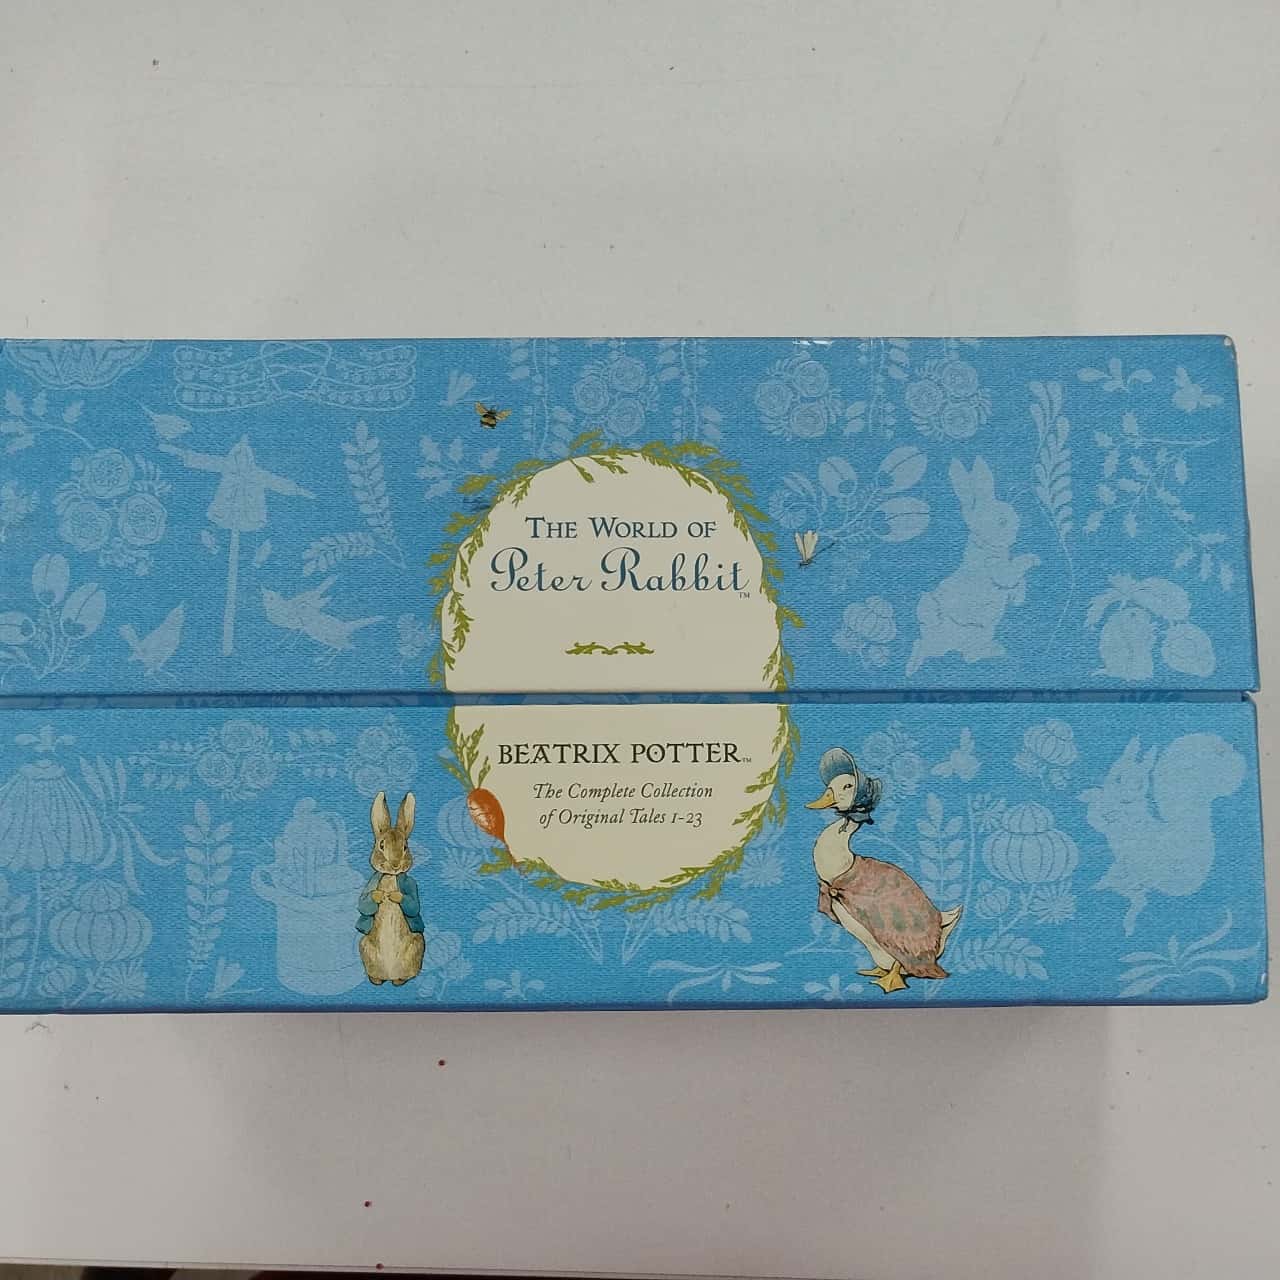 The World of
Peter Rabbit™
Beatrix Potter™
The Complete Collection
of Original Tales 1-23